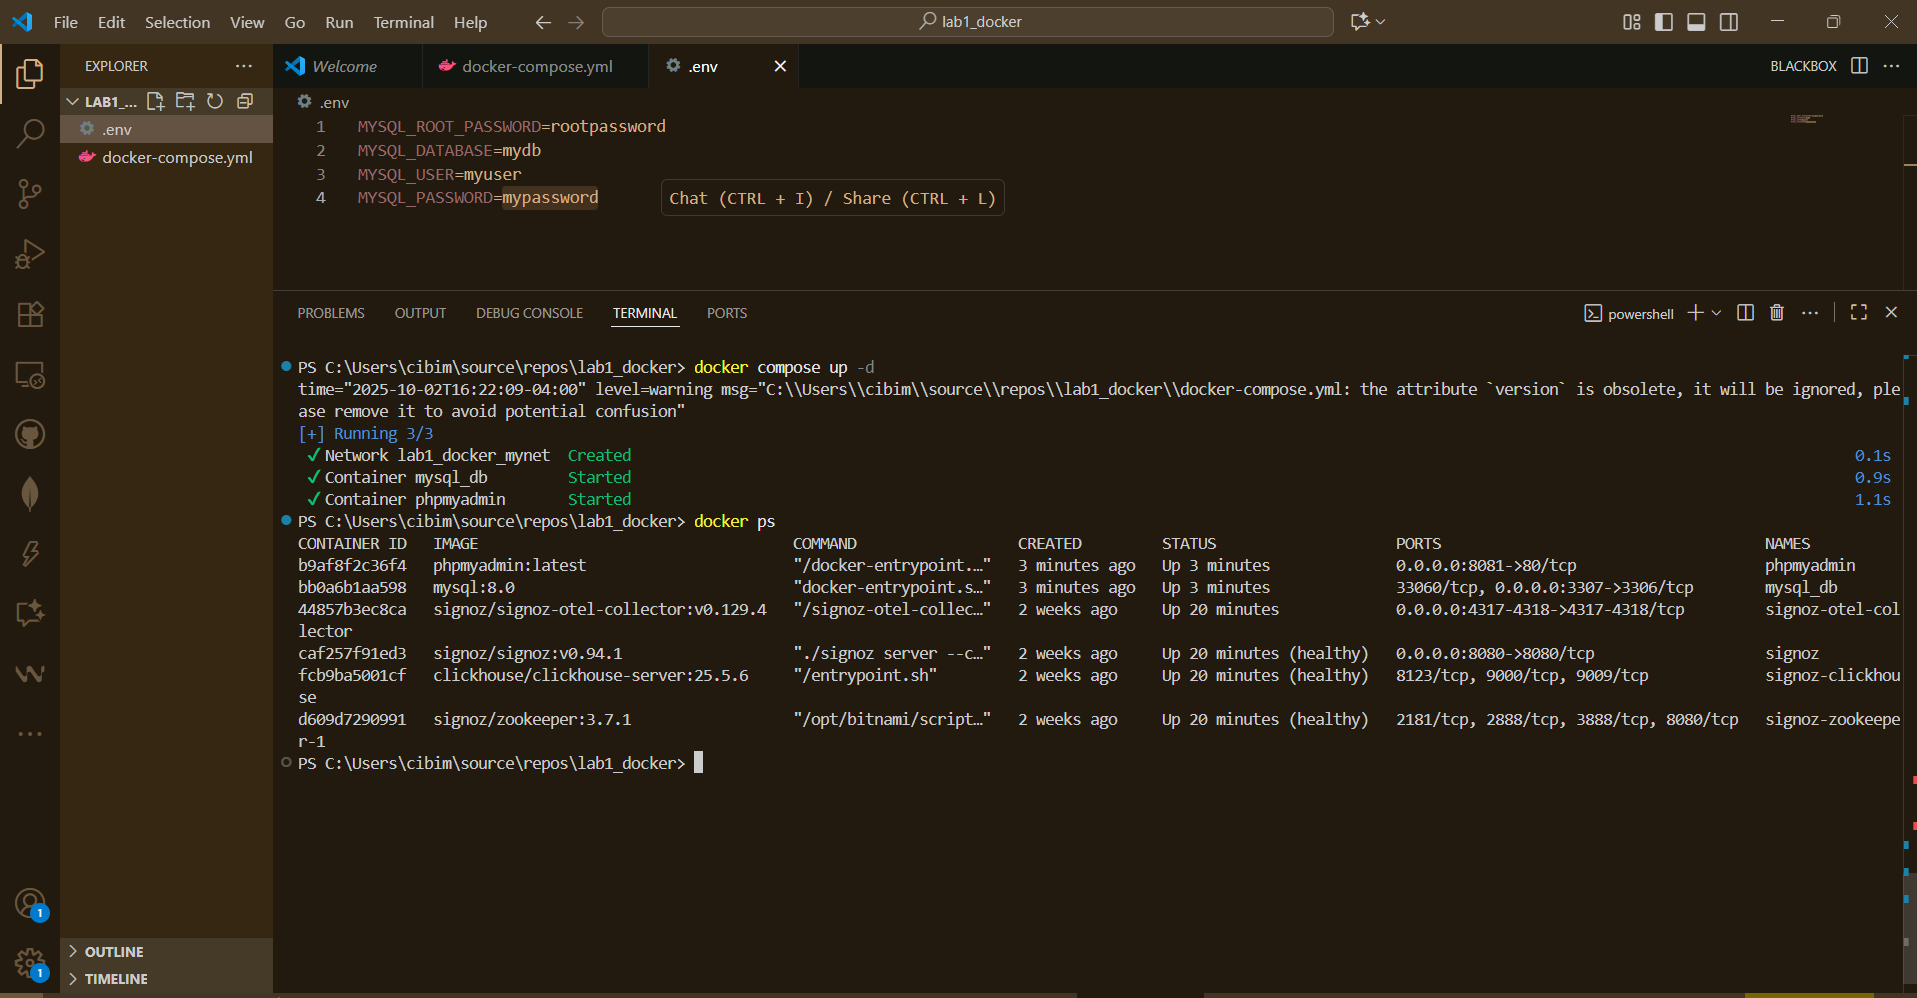 File Edit Selection View Go Run Terminal Help
lab1_docker
EXPLORER
Welcome
docker-compose.yml
.env
BLACKBOX
LAB1_...
.env
docker-compose.yml
.env
1 MYSQL_ROOT_PASSWORD=rootpassword
2 MYSQL_DATABASE=mydb
3 MYSQL_USER=myuser
4 MYSQL_PASSWORD=mypassword
Chat (CTRL + I) / Share (CTRL + L)
PROBLEMS OUTPUT DEBUG CONSOLE TERMINAL PORTS
powershell
PS C:\Users\cibim\source\repos\lab1_docker> docker compose up -d
time="2025-10-02T16:22:09-04:00" level=warning msg="C:\\Users\\cibim\\source\\repos\\lab1_docker\\docker-compose.yml: the attribute `version` is obsolete, it will be ignored, ple
ase remove it to avoid potential confusion"
[+] Running 3/3
✓ Network lab1_docker_mynet Created 0.1s
✓ Container mysql_db Started 0.9s
✓ Container phpmyadmin Started 1.1s
PS C:\Users\cibim\source\repos\lab1_docker> docker ps
CONTAINER ID IMAGE COMMAND CREATED STATUS PORTS NAMES
b9af8f2c36f4 phpmyadmin:latest "/docker-entrypoint.…" 3 minutes ago Up 3 minutes 0.0.0.0:8081->80/tcp phpmyadmin
bb0a6b1aa598 mysql:8.0 "docker-entrypoint.s…" 3 minutes ago Up 3 minutes 33060/tcp, 0.0.0.0:3307->3306/tcp mysql_db
44857b3ec8ca signoz/signoz-otel-collector:v0.129.4 "/signoz-otel-collec…" 2 weeks ago Up 20 minutes 0.0.0.0:4317-4318->4317-4318/tcp signoz-otel-col
lector
caf257f91ed3 signoz/signoz:v0.94.1 "./signoz server --c…" 2 weeks ago Up 20 minutes (healthy) 0.0.0.0:8080->8080/tcp signoz
fcb9ba5001cf clickhouse/clickhouse-server:25.5.6 "/entrypoint.sh" 2 weeks ago Up 20 minutes (healthy) 8123/tcp, 9000/tcp, 9009/tcp signoz-clickhou
se
d609d7290991 signoz/zookeeper:3.7.1 "/opt/bitnami/script…" 2 weeks ago Up 20 minutes (healthy) 2181/tcp, 2888/tcp, 3888/tcp, 8080/tcp signoz-zookeepe
r-1
PS C:\Users\cibim\source\repos\lab1_docker>
1
1
OUTLINE
TIMELINE